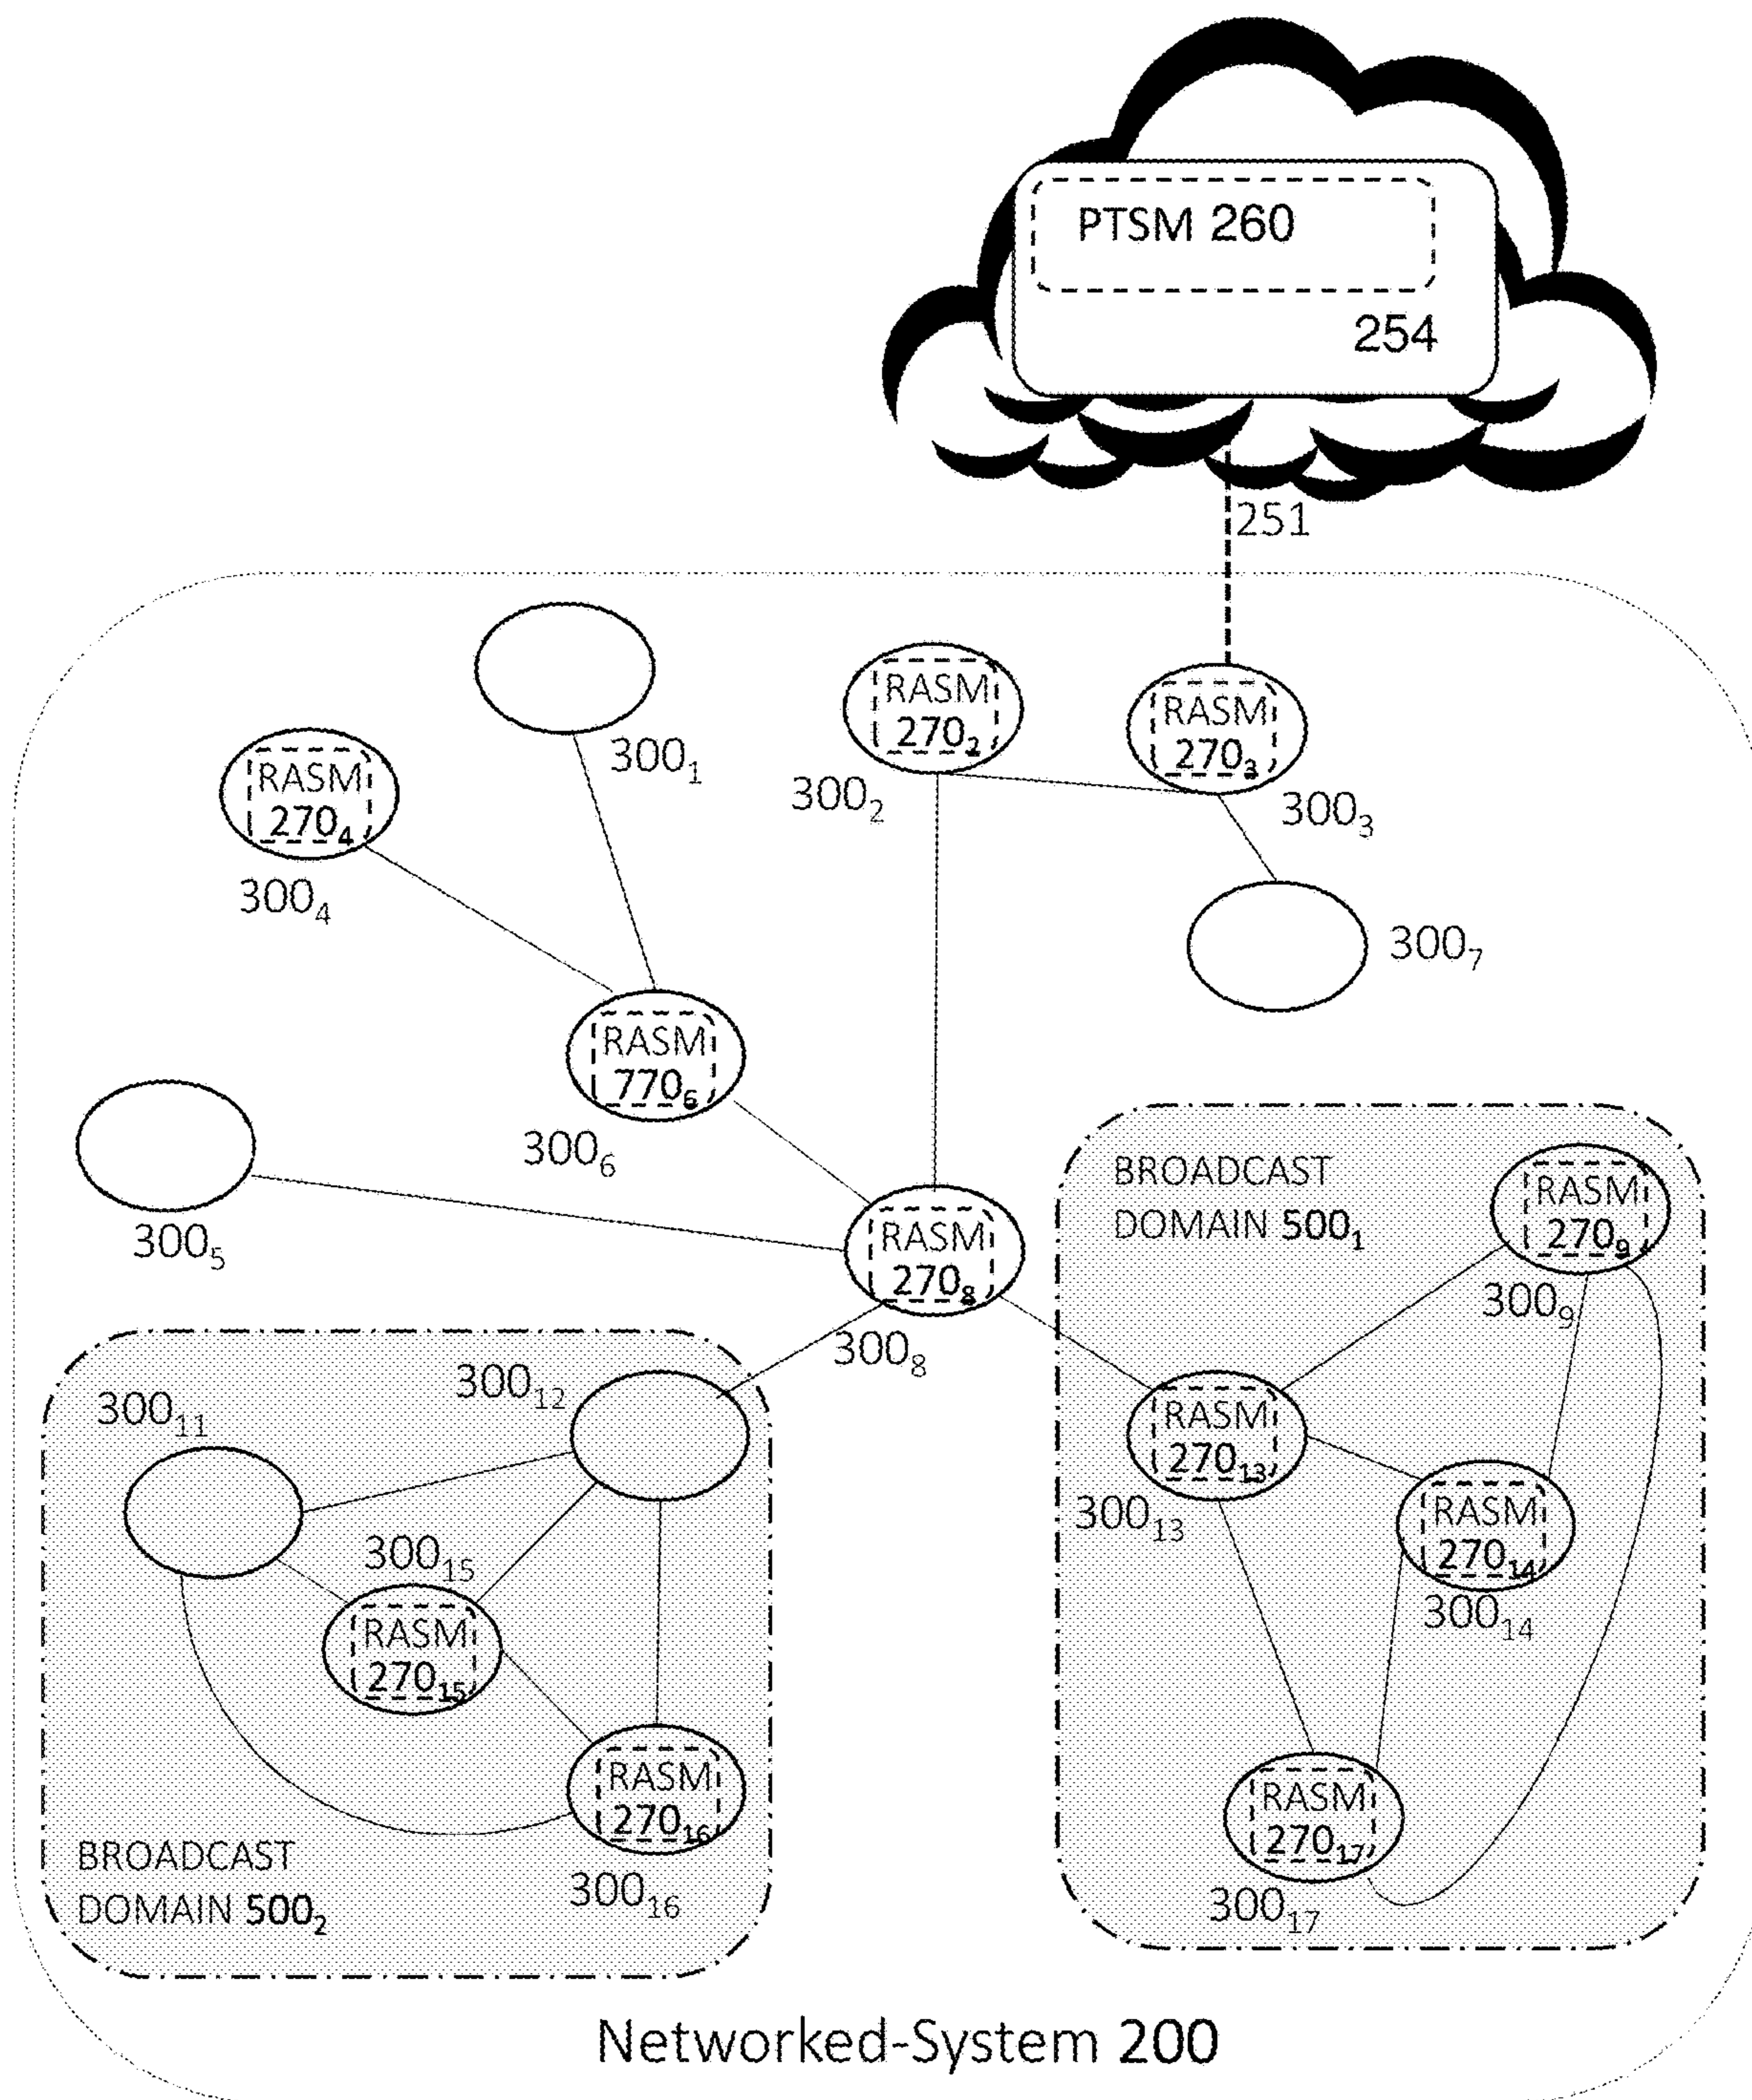 PTSM 260
254
251
300₁
RASM
270₂
300₂
RASM
270₃
300₃
RASM
270₄
300₄
300₇
RASM
770₆
300₆
300₅
RASM
270₈
300₈
BROADCAST
DOMAIN 500₁
RASM
270₉
300₉
RASM
270₁₃
300₁₃
RASM
270₁₄
300₁₄
RASM
270₁₇
300₁₇
300₁₂
300₁₁
300₁₅
RASM
270₁₅
RASM
270₁₆
300₁₆
BROADCAST
DOMAIN 500₂
Networked-System 200